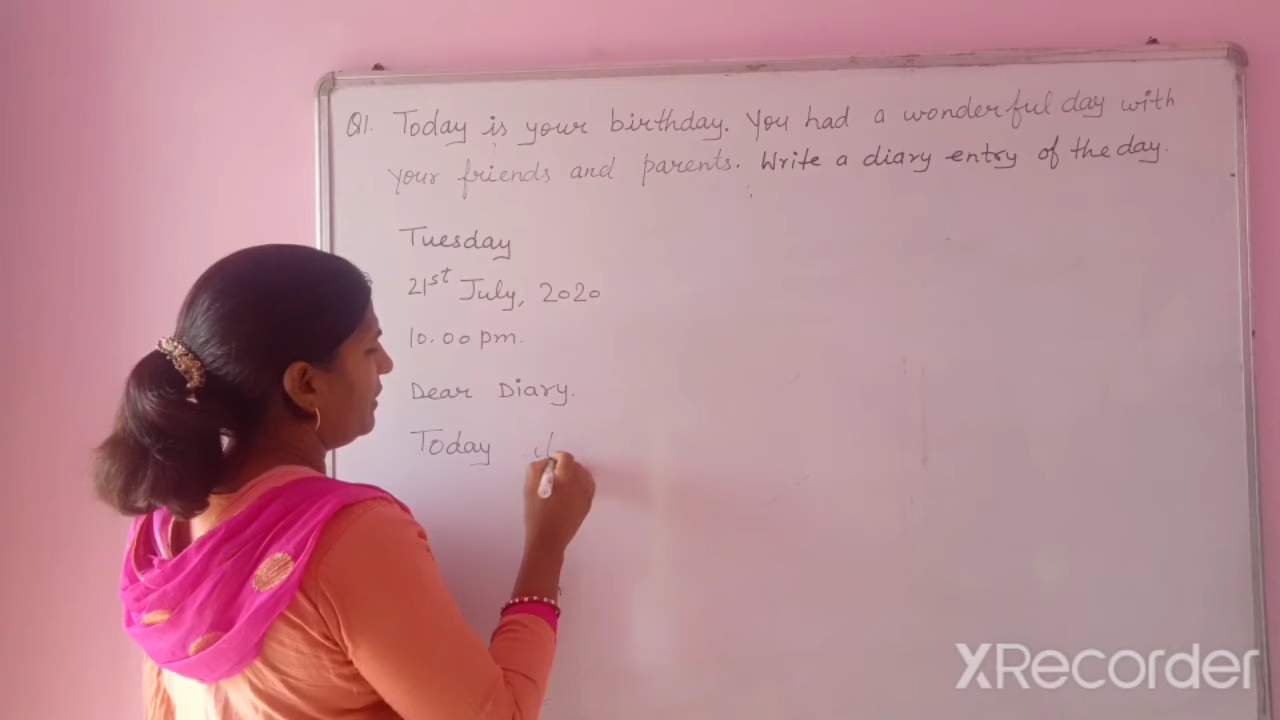 Q1. Today is your birthday. You had a wonderful day with
your friends and parents. Write a diary entry of the day.
Tuesday
21st July, 2020
10.00 pm.
Dear Diary.
Today
XRecorder